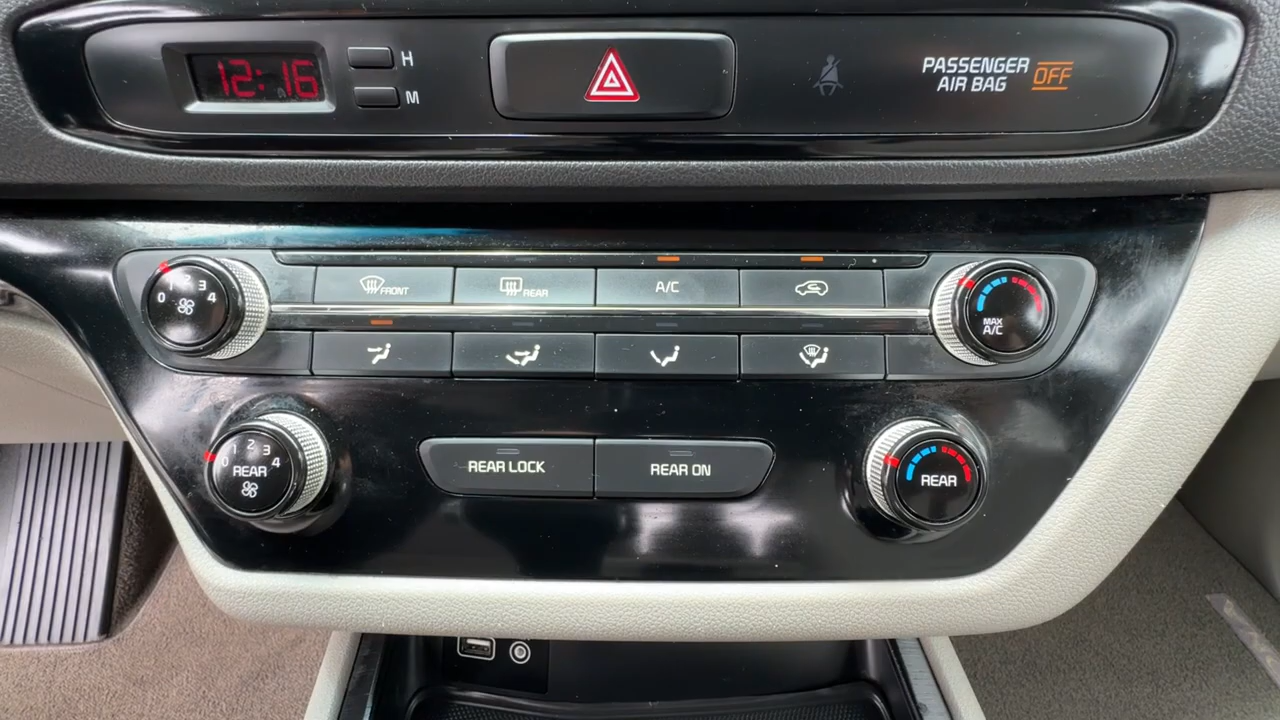 12:16
H
M
PASSENGER
AIR BAG OFF
FRONT
REAR
A/C
0 1 3 4
MAX
A/C
0 1 2 3 4
REAR
REAR LOCK
REAR ON
REAR